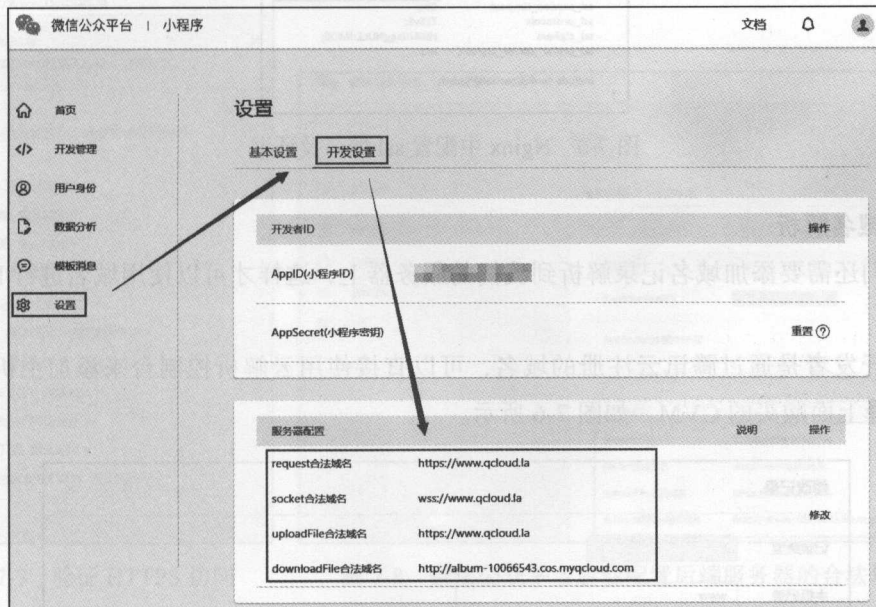 微信公众平台 | 小程序
文档
首页
开发管理
用户身份
数据分析
模板消息
设置
设置
基本设置
开发设置
开发者ID
操作
AppID(小程序ID)
AppSecret(小程序密钥)
重置
服务器配置
说明
操作
request合法域名
https://www.qcloud.la
socket合法域名
wss://www.qcloud.la
修改
uploadFile合法域名
https://www.qcloud.la
downloadFile合法域名
http://album-10066543.cos.myqcloud.com